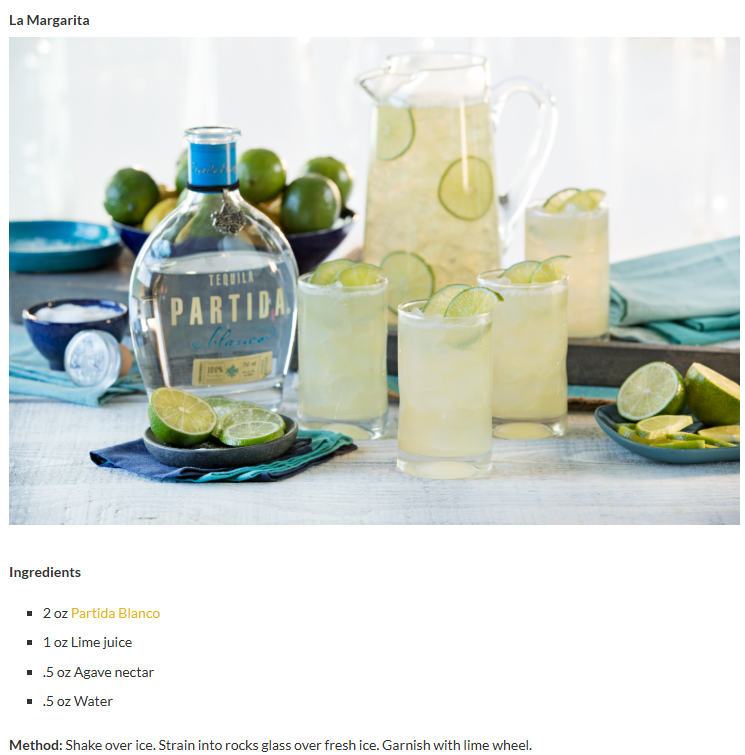 La Margarita
TEQUILA
PARTIDA
blanco
100%
Ingredients
2 oz Partida Blanco
1 oz Lime juice
.5 oz Agave nectar
.5 oz Water
Method: Shake over ice. Strain into rocks glass over fresh ice. Garnish with lime wheel.